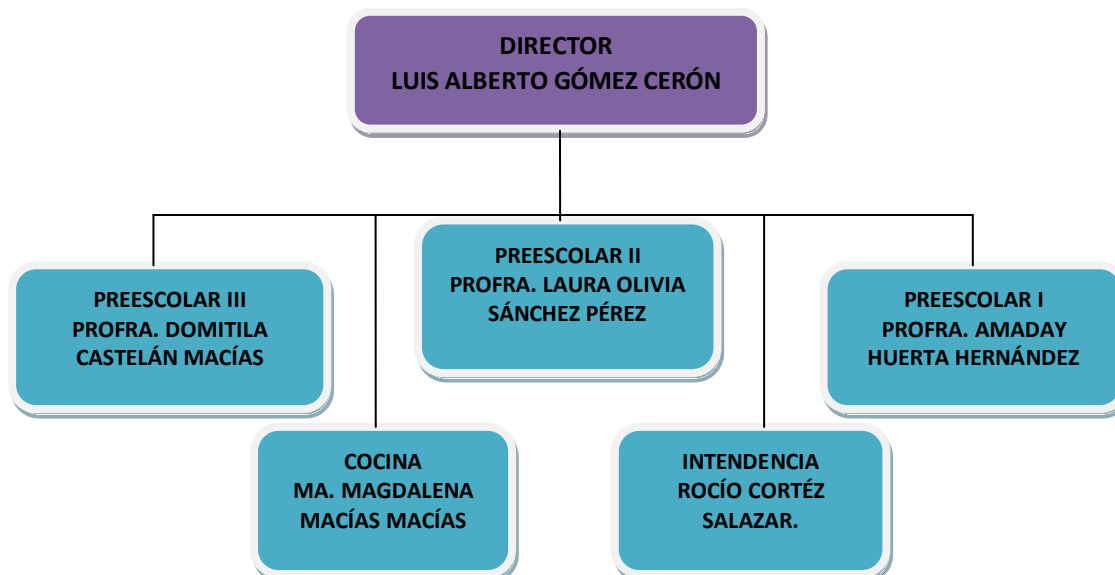 DIRECTOR
LUIS ALBERTO GÓMEZ CERÓN
PREESCOLAR II
PROFRA. LAURA OLIVIA
SÁNCHEZ PÉREZ
PREESCOLAR III
PROFRA. DOMITILA
CASTELÁN MACÍAS
PREESCOLAR I
PROFRA. AMADAY
HUERTA HERNÁNDEZ
COCINA
MA. MAGDALENA
MACÍAS MACÍAS
INTENDENCIA
ROCÍO CORTÉZ
SALAZAR.